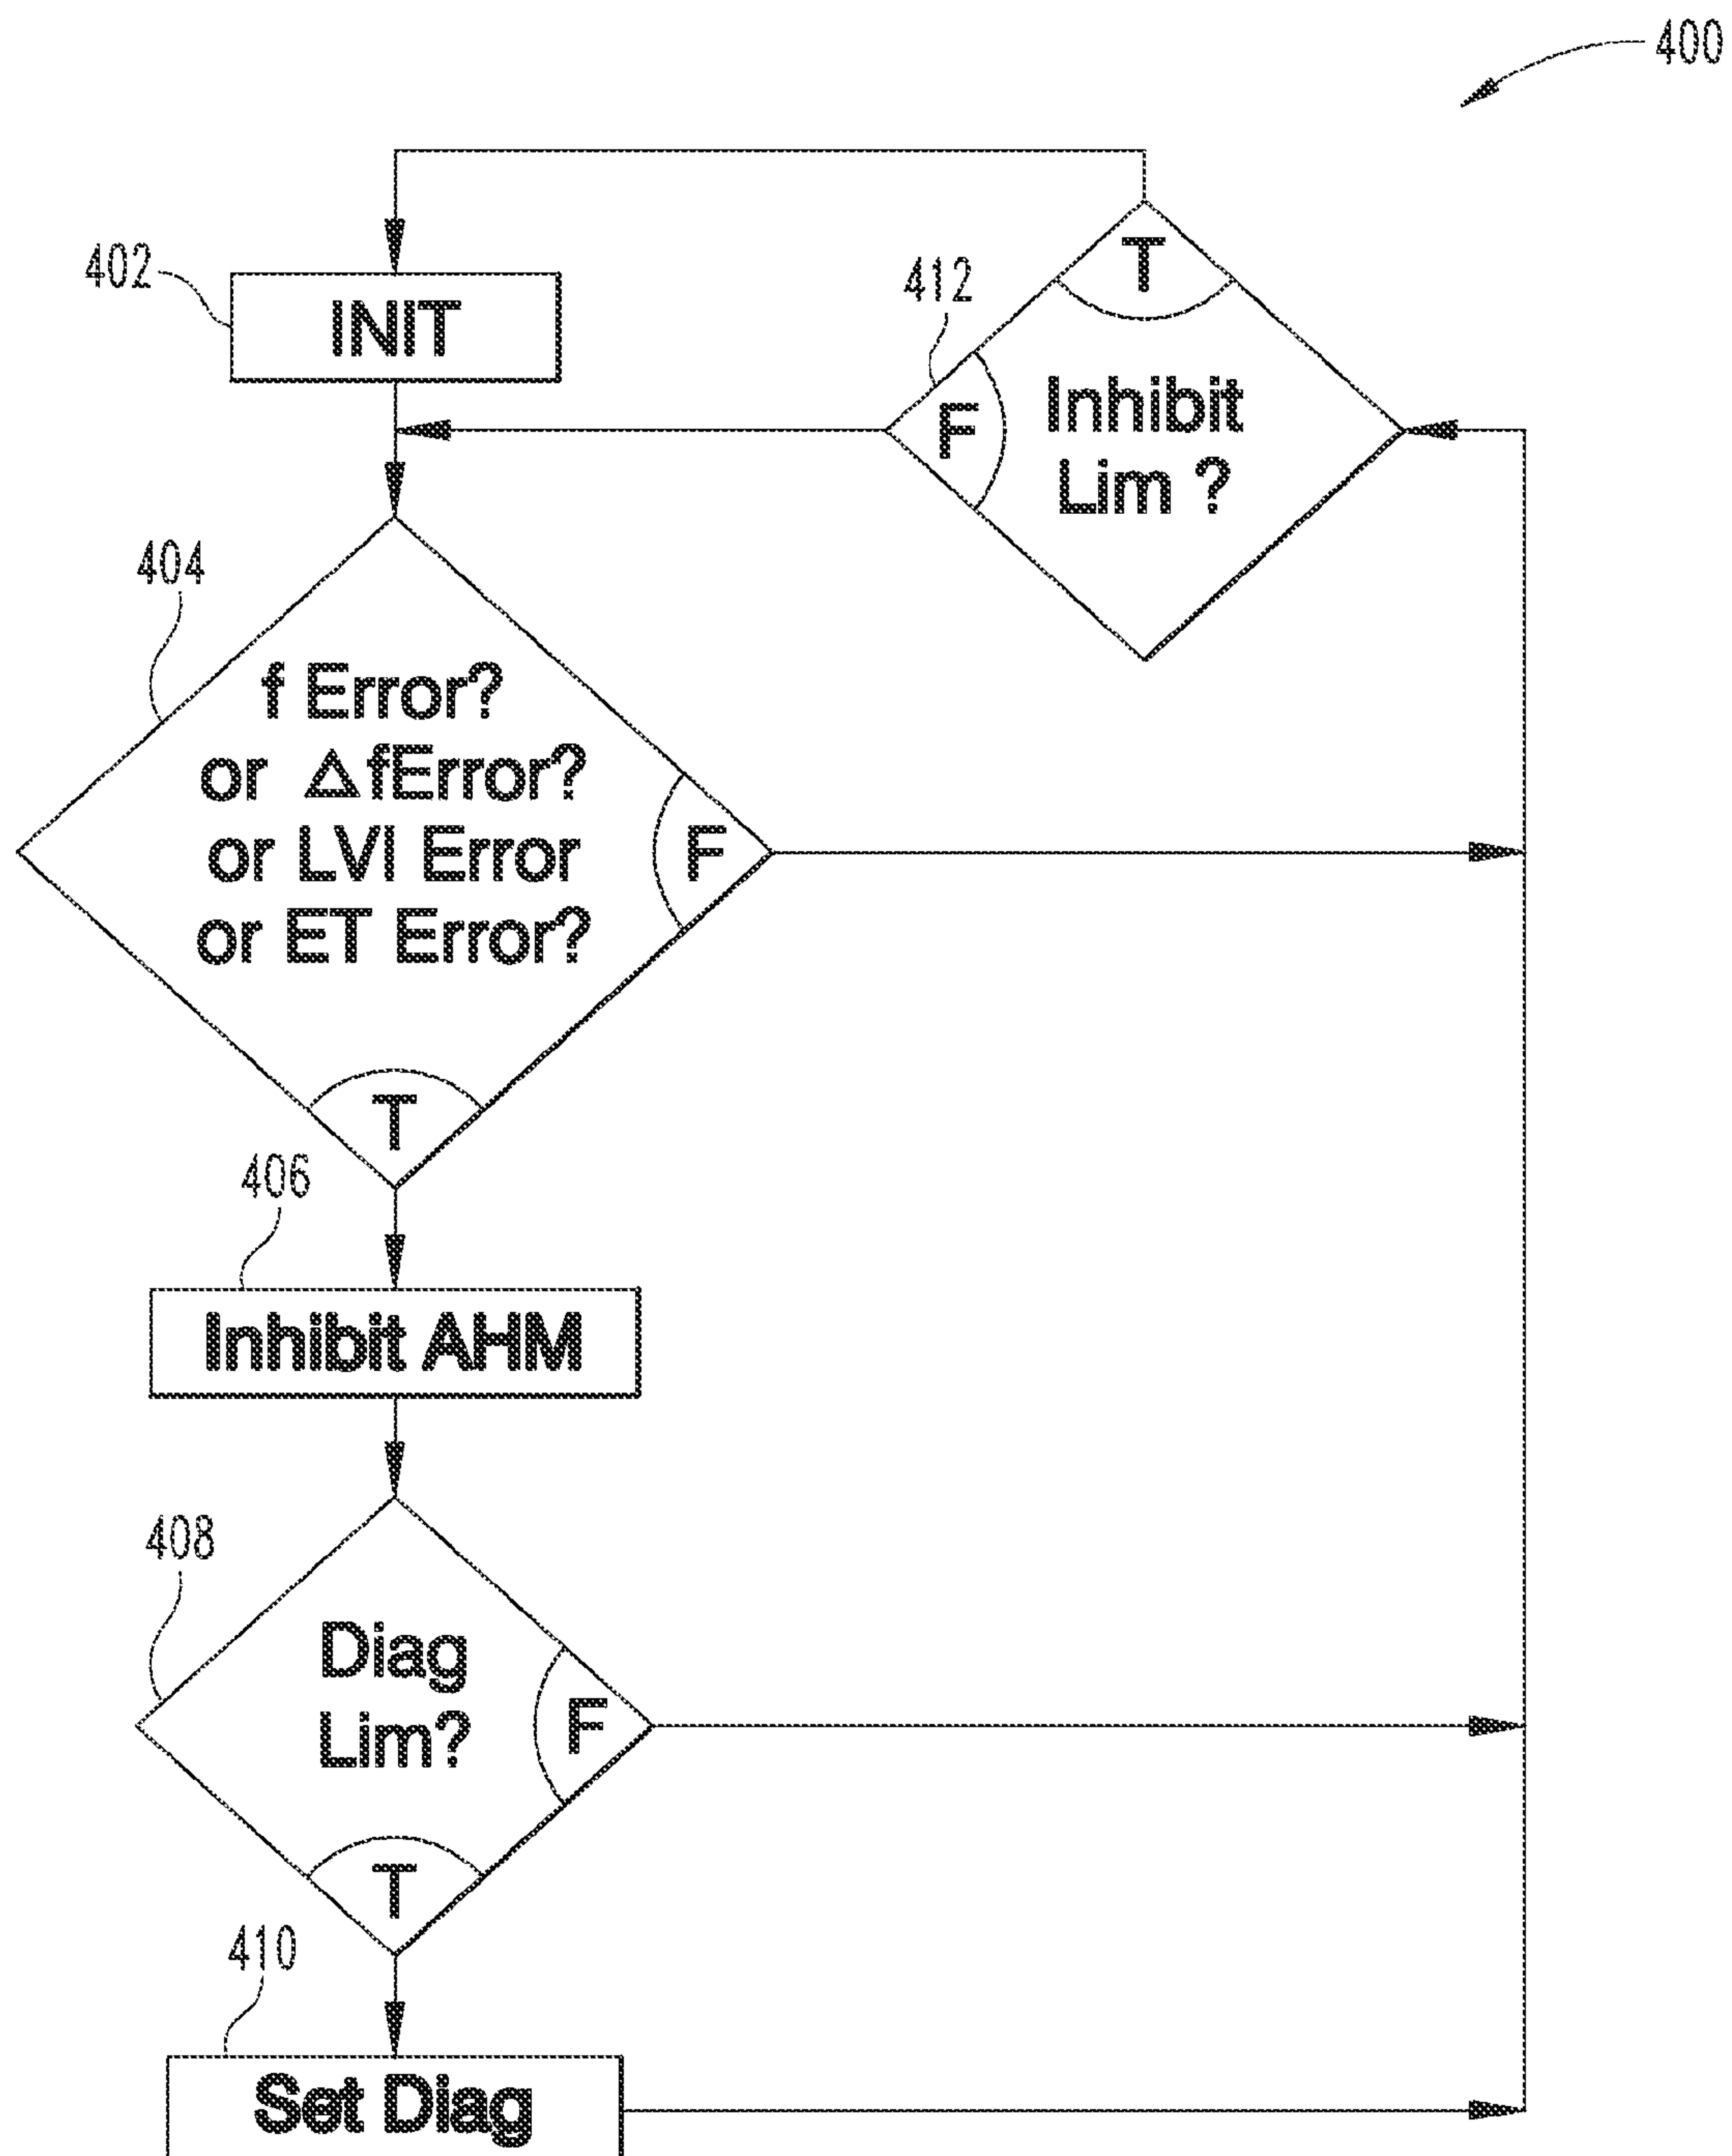 400
402
INIT
412
T
F
Inhibit
Lim ?
404
f Error?
or ΔfError?
or LVI Error
or ET Error?
F
T
406
Inhibit AHM
408
Diag
Lim?
F
T
410
Set Diag